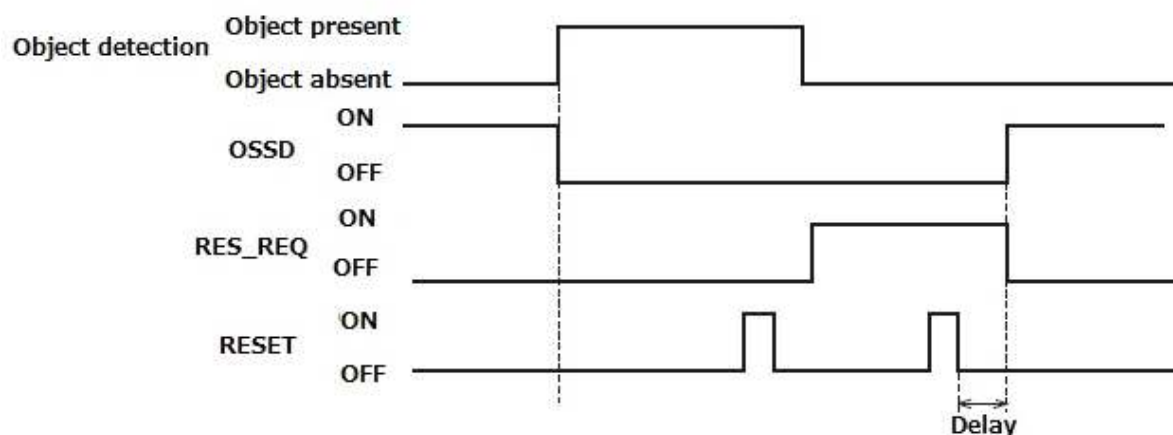 Object present
Object detection
Object absent
ON
OSSD
OFF
ON
RES_REQ
OFF
ON
RESET
OFF
Delay